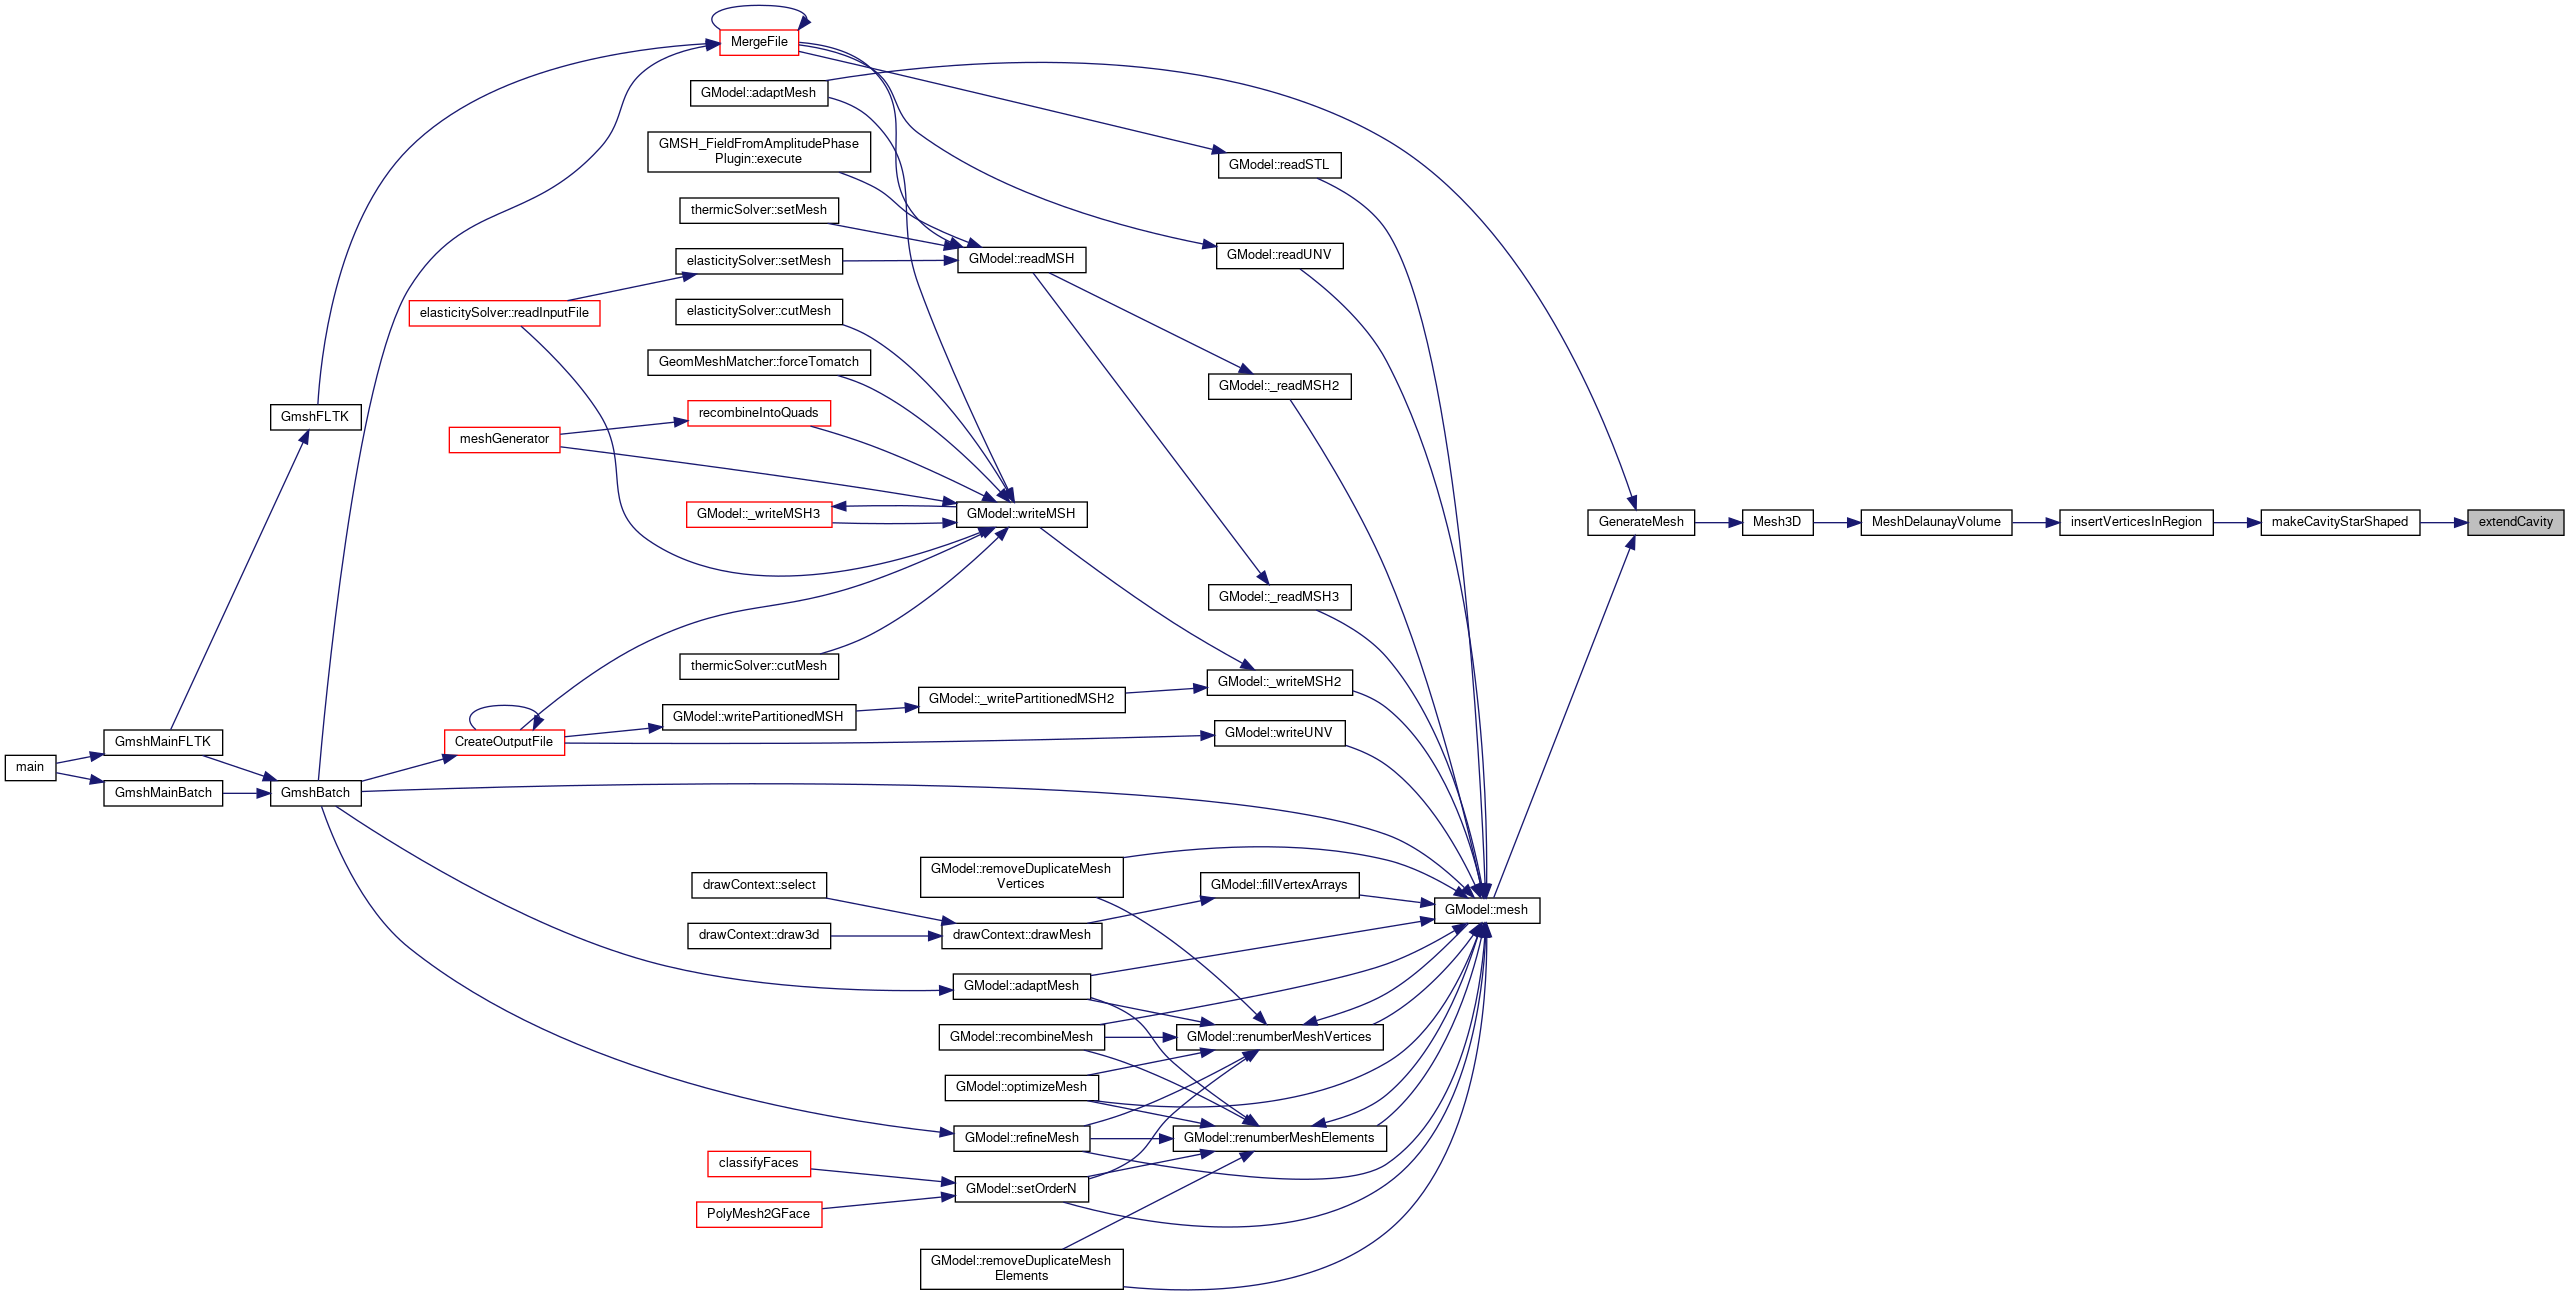 MergeFile
GModel::adaptMesh
GMSH_FieldFromAmplitudePhase
Plugin::execute
GModel::readSTL
thermicSolver::setMesh
GModel::readUNV
elasticitySolver::setMesh
GModel::readMSH
elasticitySolver::readInputFile
elasticitySolver::cutMesh
GeomMeshMatcher::forceTomatch
GModel::_readMSH2
GmshFLTK
recombineIntoQuads
meshGenerator
GModel::_writeMSH3
GModel::writeMSH
GenerateMesh
Mesh3D
MeshDelaunayVolume
insertVerticesInRegion
makeCavityStarShaped
extendCavity
GModel::_readMSH3
thermicSolver::cutMesh
GModel::_writeMSH2
GModel::_writePartitionedMSH2
GModel::writePartitionedMSH
GModel::writeUNV
GmshMainFLTK
CreateOutputFile
main
GmshMainBatch
GmshBatch
GModel::removeDuplicateMesh
Vertices
drawContext::select
GModel::fillVertexArrays
GModel::mesh
drawContext::draw3d
drawContext::drawMesh
GModel::adaptMesh
GModel::recombineMesh
GModel::renumberMeshVertices
GModel::optimizeMesh
GModel::refineMesh
GModel::renumberMeshElements
classifyFaces
GModel::setOrderN
PolyMesh2GFace
GModel::removeDuplicateMesh
Elements